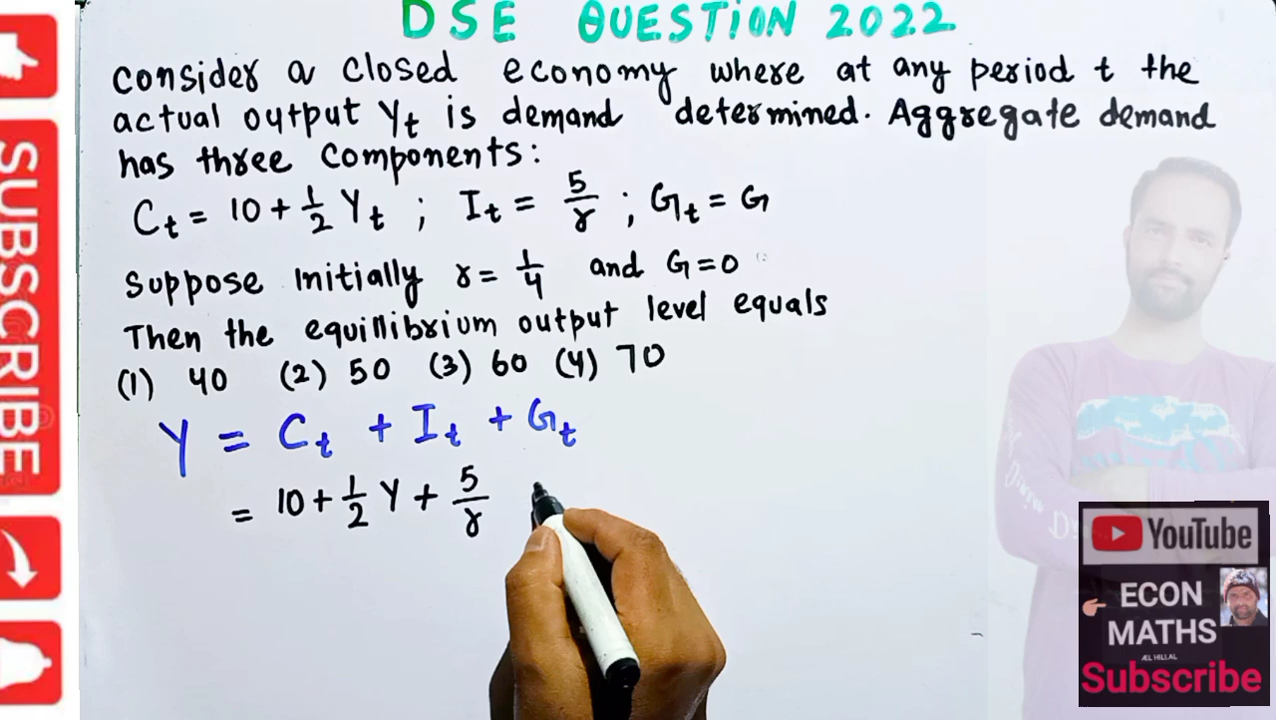 DSE QUESTION 2022
Consider a closed economy where at any period t the
actual output Yt is demand determined. Aggregate demand
has three components:
Ct = 10 + 1/2 Yt ; It = 5/r ; Gt = G
Suppose initially r = 1/4 and G = 0
Then the equillibrium output level equals
(1) 40 (2) 50 (3) 60 (4) 70
Y = Ct + It + Gt
= 10 + 1/2 Y + 5/r
SUBSCRIBE
YouTube
ECON
MATHS
ÆL HILLAL
Subscribe